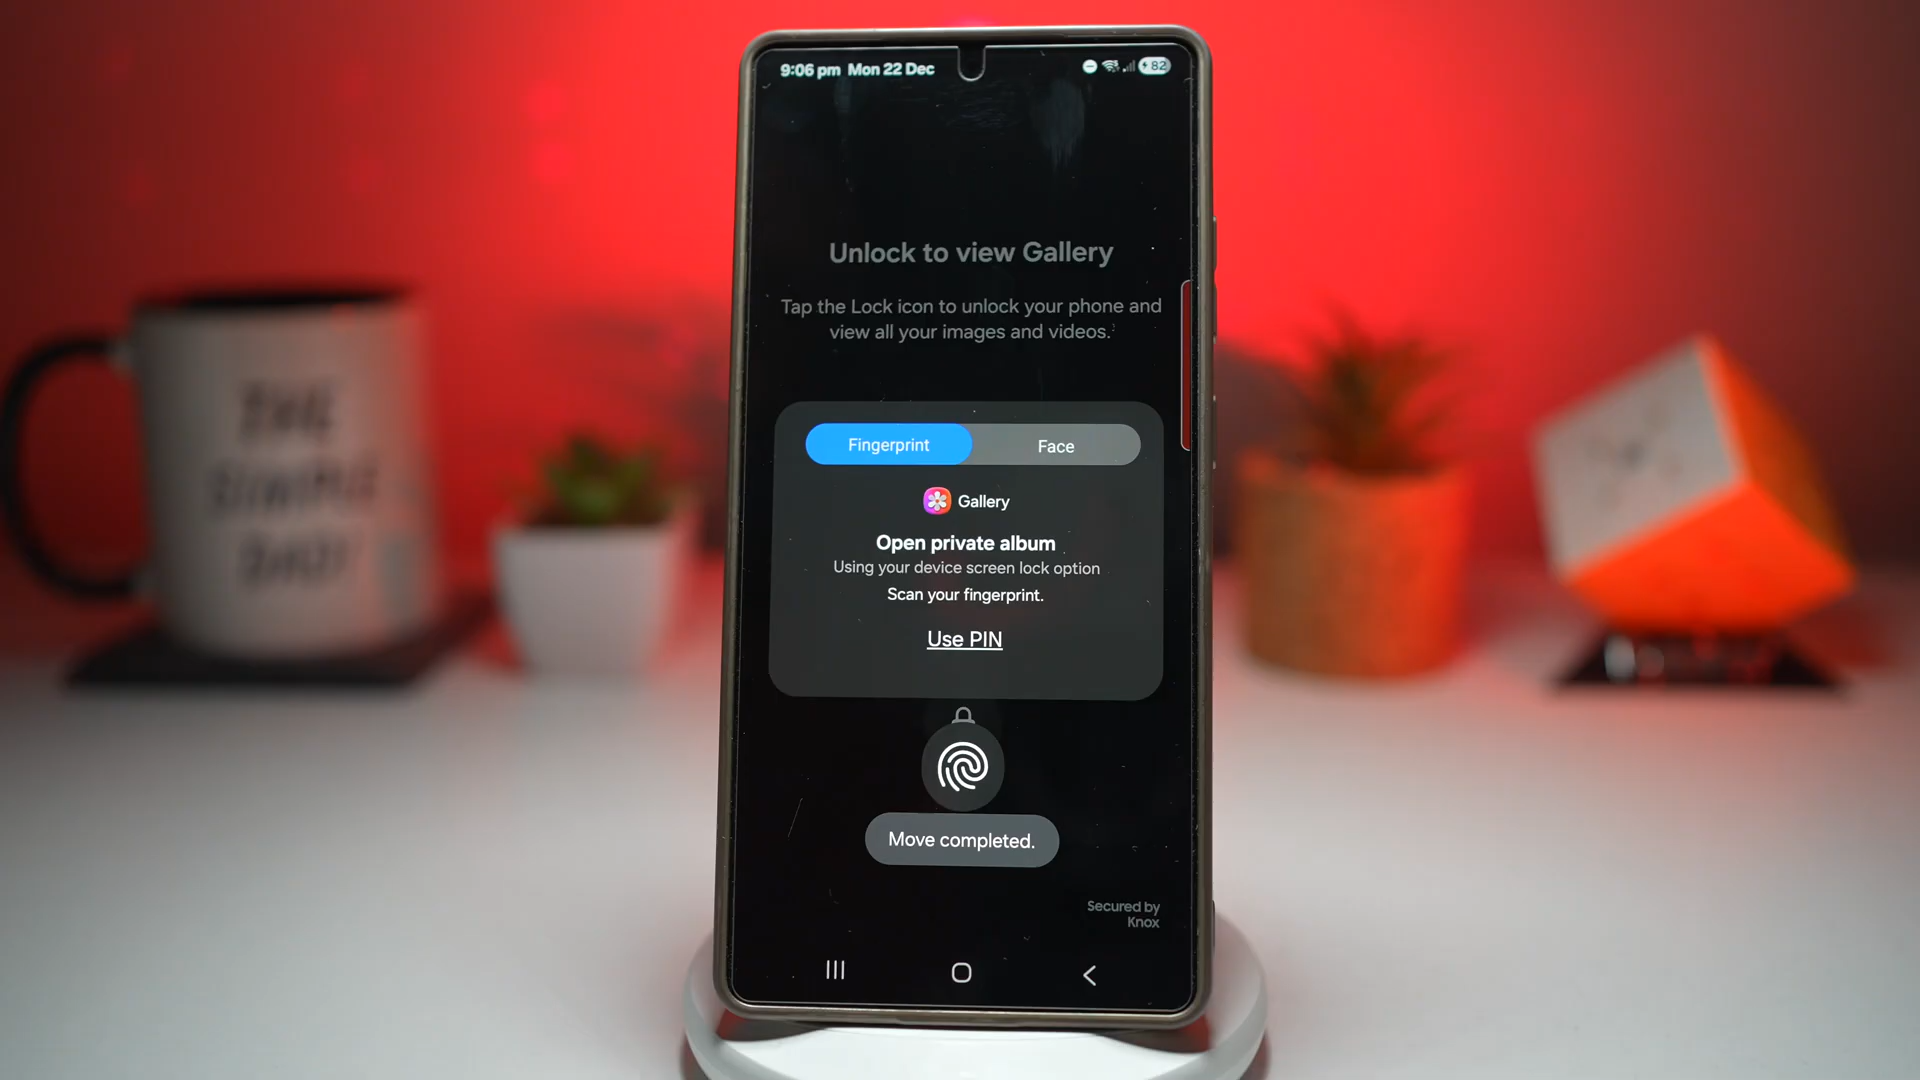 9:06 pm Mon 22 Dec
82
Unlock to view Gallery
Tap the Lock icon to unlock your phone and
view all your images and videos.
Fingerprint
Face
Gallery
Open private album
Using your device screen lock option
Scan your fingerprint.
Use PIN
Move completed.
Secured by
Knox
THE
SIMPLE